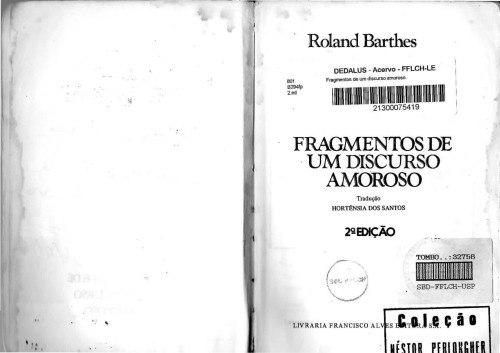 Roland Barthes
DEDALUS - Acervo - FFLCH-LE
801
B294fp
2.ed
Fragmentos de um discurso amoroso.
21300075419
FRAGMENTOS DE
UM DISCURSO
AMOROSO
Tradução
HORTÊNSIA DOS SANTOS
2ª EDIÇÃO
TOMBO..:32758
SBD-FFLCH-USP
SBD FFLCH
LIVRARIA FRANCISCO ALVES EDITORA S.A.
Coleção
NÉSTOR PERLONGHER